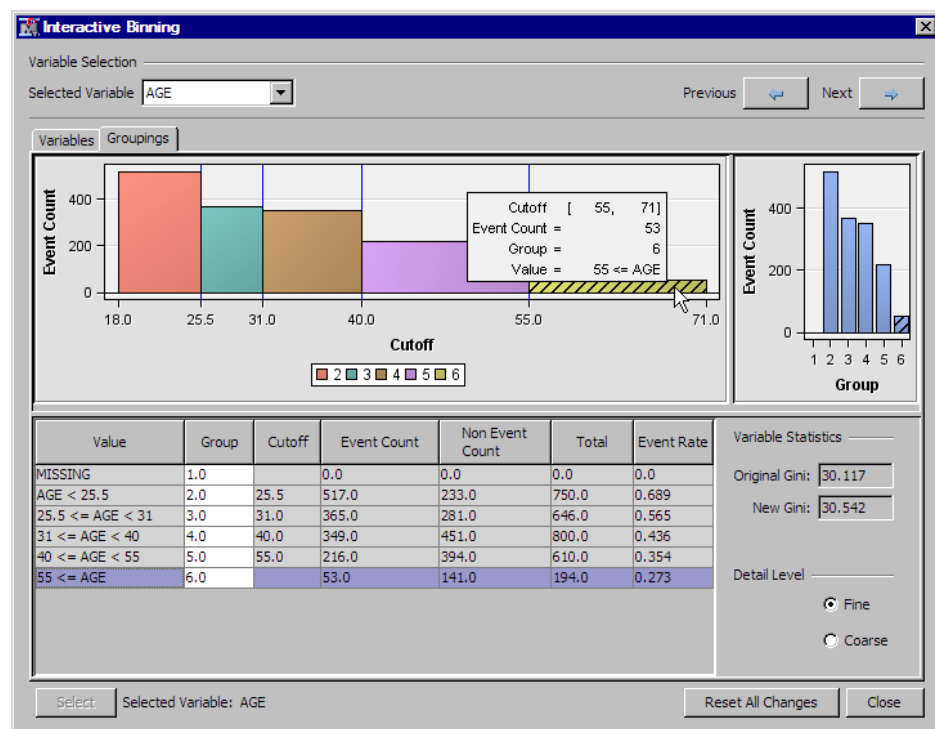 Interactive Binning
Variable Selection
Selected Variable AGE
Previous Next
Variables Groupings
Event Count
400
200
0
18.0 25.5 31.0 40.0 55.0 71.0
Cutoff
2 3 4 5 6
Cutoff [ 55, 71]
Event Count = 53
Group = 6
Value = 55 <= AGE
Event Count
400
200
0
1 2 3 4 5 6
Group
Value Group Cutoff Event Count Non Event Count Total Event Rate
MISSING 1.0 0.0 0.0 0.0 0.0
AGE < 25.5 2.0 25.5 517.0 233.0 750.0 0.689
25.5 <= AGE < 31 3.0 31.0 365.0 281.0 646.0 0.565
31 <= AGE < 40 4.0 40.0 349.0 451.0 800.0 0.436
40 <= AGE < 55 5.0 55.0 216.0 394.0 610.0 0.354
55 <= AGE 6.0 53.0 141.0 194.0 0.273
Variable Statistics
Original Gini: 30.117
New Gini: 30.542
Detail Level
Fine
Coarse
Select Selected Variable: AGE
Reset All Changes Close